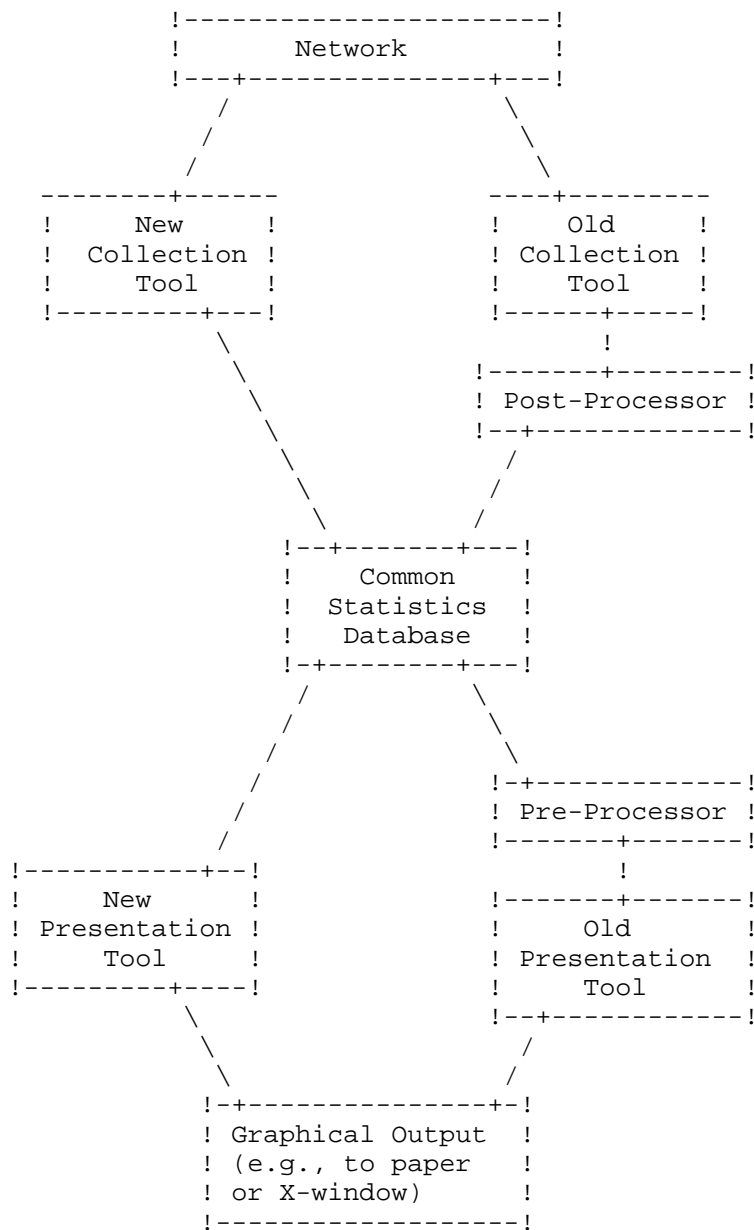 Network
New
Collection
Tool
Old
Collection
Tool
Post-Processor
Common
Statistics
Database
Pre-Processor
New
Presentation
Tool
Old
Presentation
Tool
Graphical Output
(e.g., to paper
or X-window)